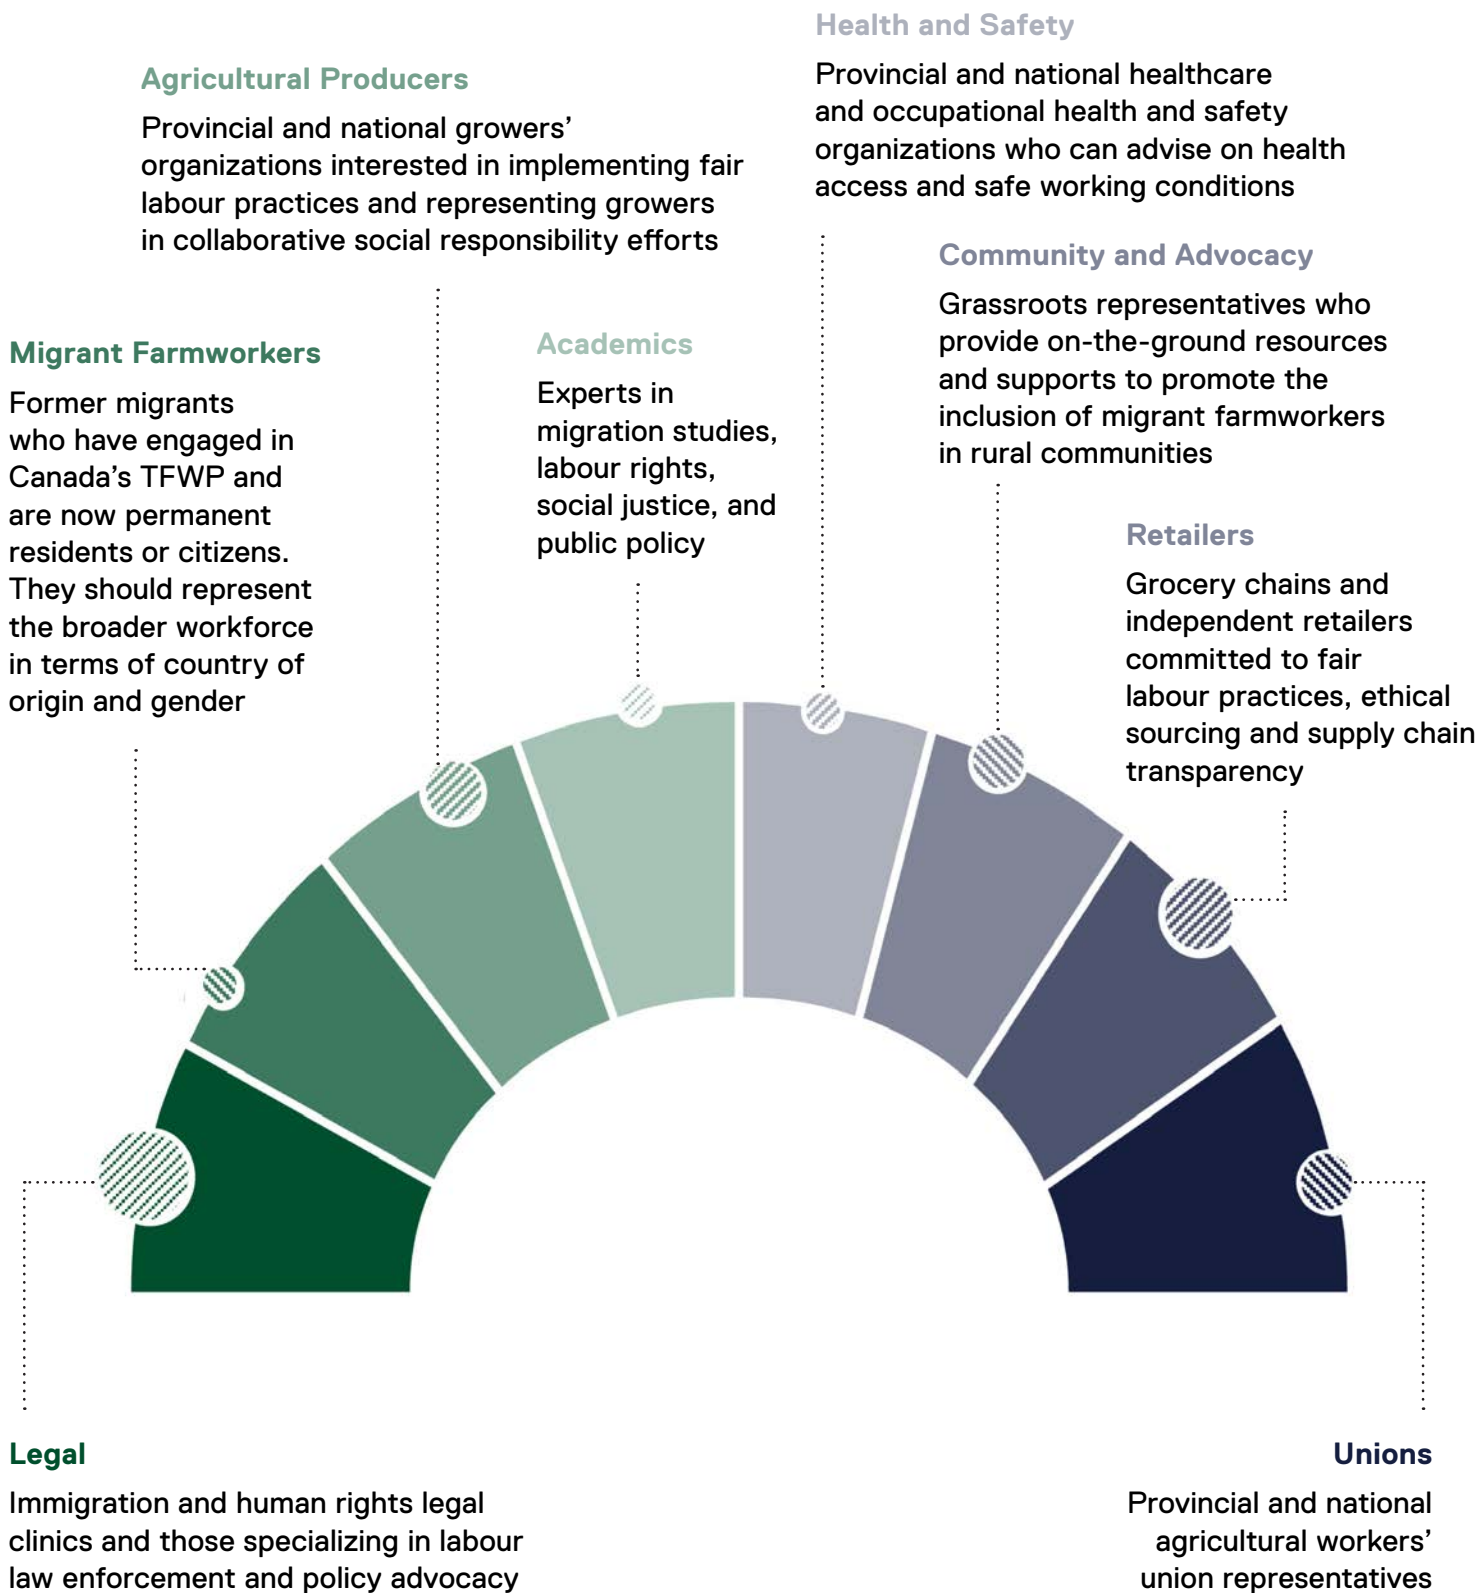 Health and Safety
Provincial and national healthcare
and occupational health and safety
organizations who can advise on health
access and safe working conditions
Agricultural Producers
Provincial and national growers’
organizations interested in implementing fair
labour practices and representing growers
in collaborative social responsibility efforts
Community and Advocacy
Grassroots representatives who
provide on-the-ground resources
and supports to promote the
inclusion of migrant farmworkers
in rural communities
Migrant Farmworkers
Former migrants
who have engaged in
Canada’s TFWP and
are now permanent
residents or citizens.
They should represent
the broader workforce
in terms of country of
origin and gender
Academics
Experts in
migration studies,
labour rights,
social justice, and
public policy
Retailers
Grocery chains and
independent retailers
committed to fair
labour practices, ethical
sourcing and supply chain
transparency
Legal
Immigration and human rights legal
clinics and those specializing in labour
law enforcement and policy advocacy
Unions
Provincial and national
agricultural workers’
union representatives